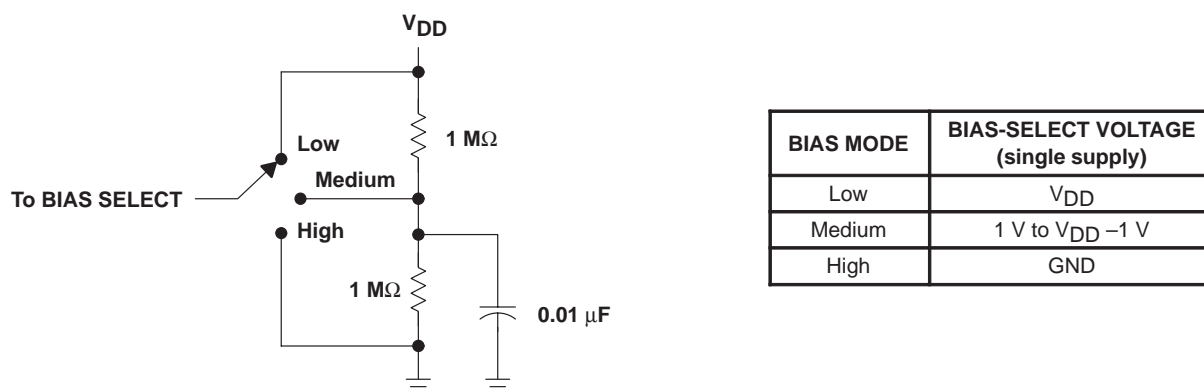 VDD
Low
1 MΩ
Medium
To BIAS SELECT
High
1 MΩ
0.01 μF
BIAS MODE
BIAS-SELECT VOLTAGE
(single supply)
Low
VDD
Medium
1 V to VDD –1 V
High
GND